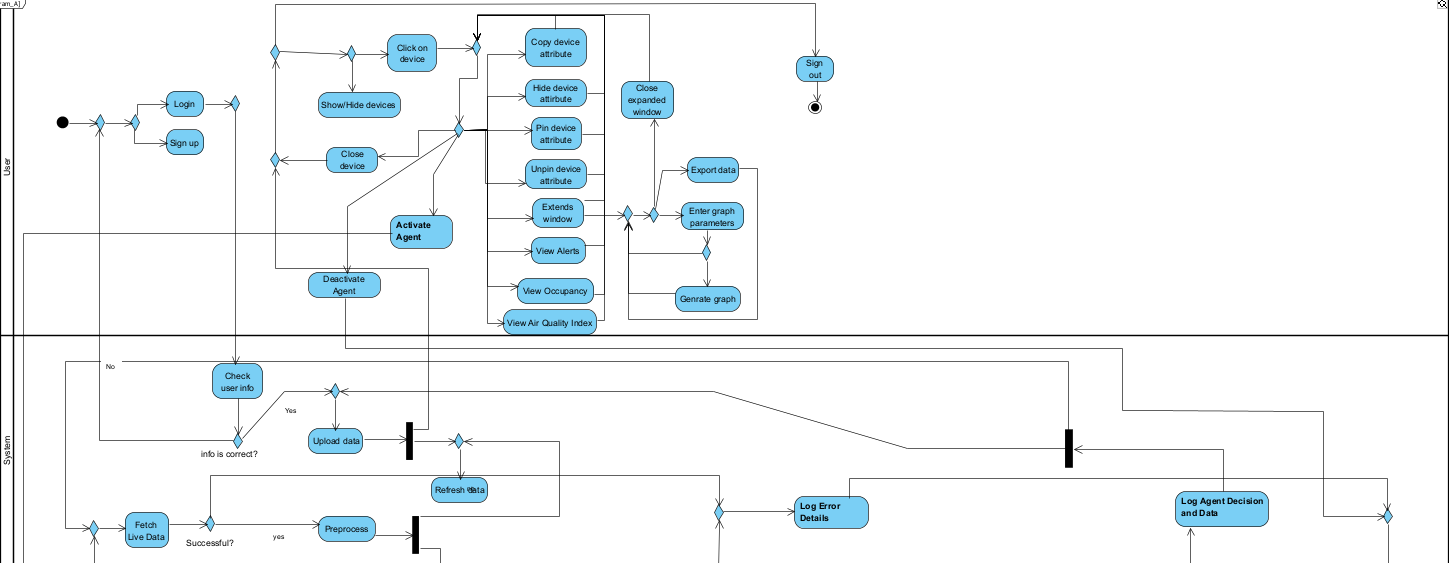 am_A]
User
Login
Sign up
Click on
device
Show/Hide devices
Close
device
Activate
Agent
Deactivate
Agent
Copy device
attribute
Hide device
attirbute
Pin device
attribute
Unpin device
attribute
Extends
window
View Alerts
View Occupancy
View Air Quality Index
Close
expanded
window
Export data
Enter graph
parameters
Genrate graph
Sign
out
System
No
Check
user info
Yes
info is correct?
Upload data
Refresh data
Fetch
Live Data
Successful?
yes
Preprocess
Log Error
Details
Log Agent Decision
and Data